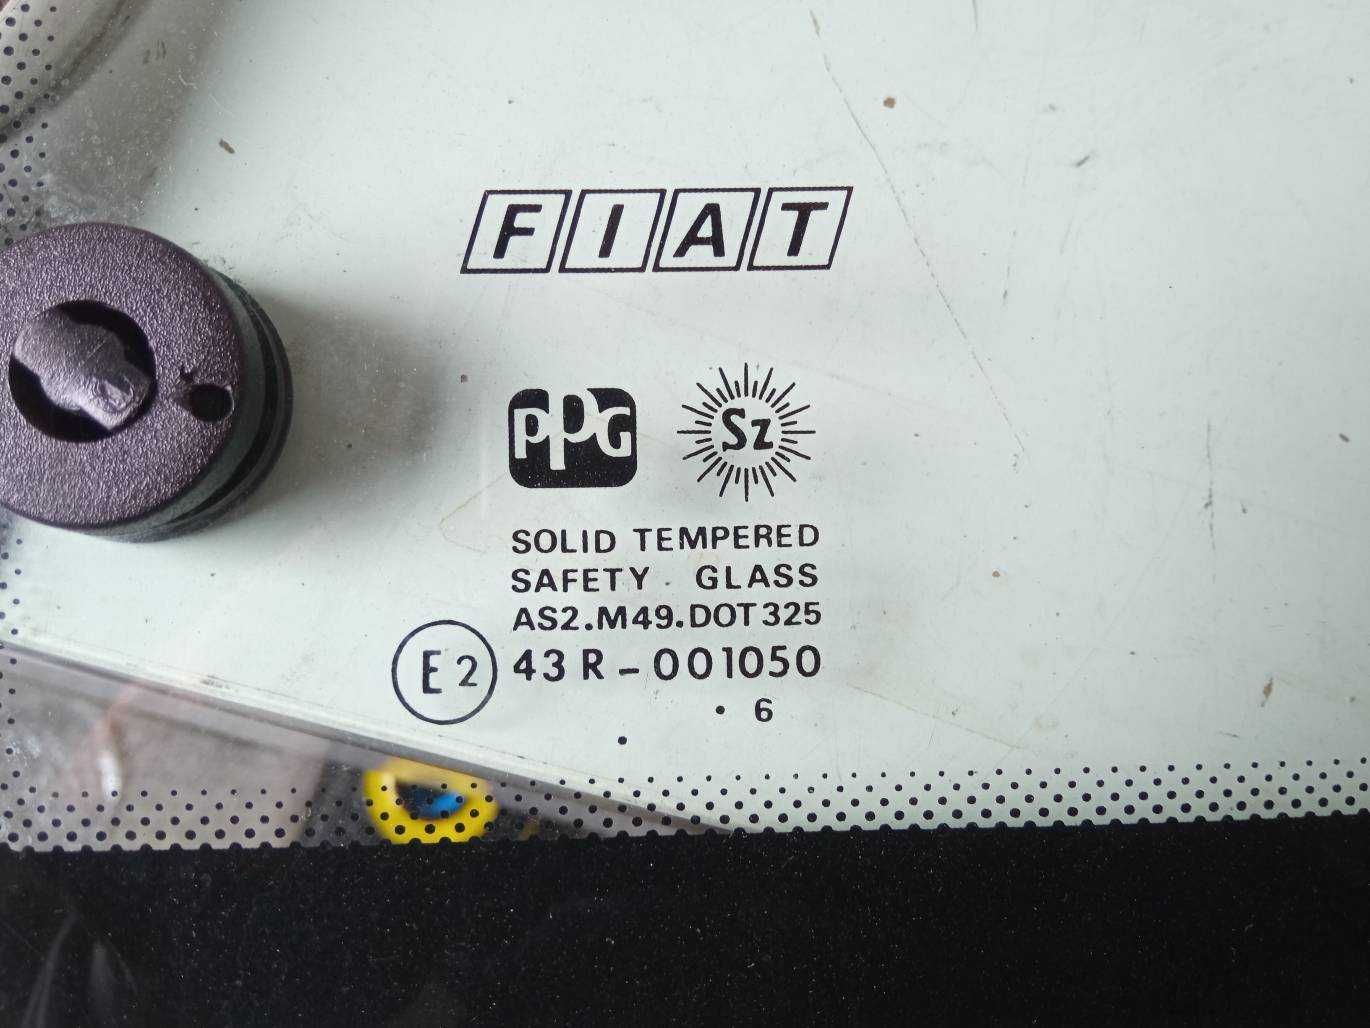 FIAT
PPG Sz
SOLID TEMPERED
SAFETY GLASS
AS2.M49.DOT325
E2 43R-001050
. 6